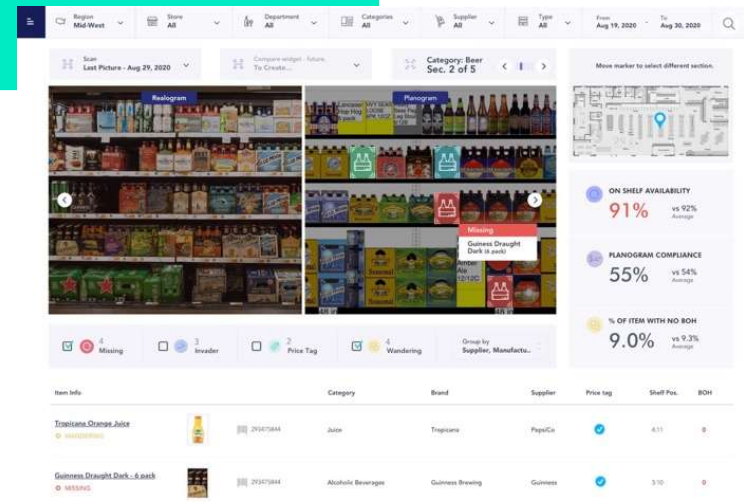 Region
Mid-West
Store
All
Department
All
Categories
All
Supplier
All
Type
All
From
Aug 19, 2020
-
To
Aug 30, 2020
Scan
Last Picture - Aug 29, 2020
Compare widget - future.
To Create...
Category: Beer
Sec. 2 of 5
Move marker to select different section.
Realogram
Planogram
Missing
Guiness Draught
Dark (6 pack)
Seasonal
Ale
12/12C
ON SHELF AVAILABILITY
91%
vs 92%
Average
PLANOGRAM COMPLIANCE
55%
vs 54%
Average
% OF ITEM WITH NO BOH
9.0%
vs 9.3%
Average
4
Missing
3
Invader
2
Price Tag
4
Wandering
Group by
Supplier, Manufactu..
Item Info
Category
Brand
Supplier
Price tag
Shelf Pos.
BOH
Tropicana Orange Juice
WANDERING
293475844
Juice
Tropicana
PepsiCo
4:11
0
Guinness Draught Dark - 6 pack
MISSING
293475844
Alcoholic Beverages
Guinness Brewing
Guinness
3:10
0